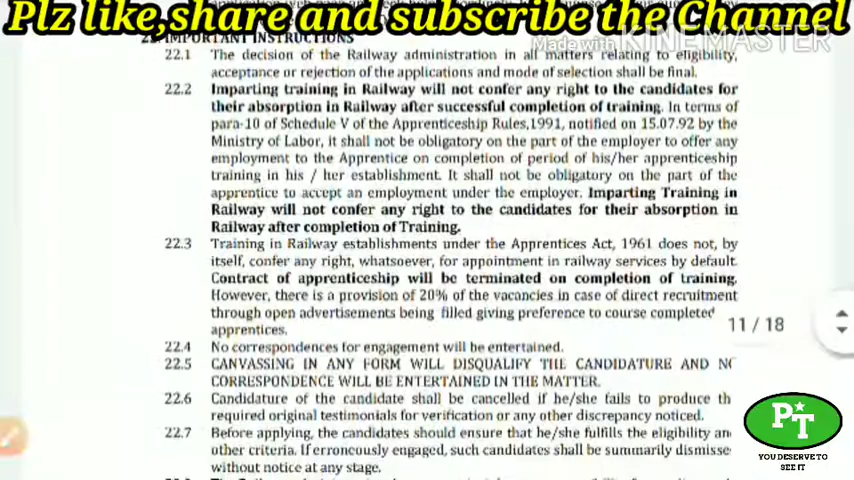 Plz like,share and subscribe the Channel
Made with KINEMASTER
IMPORTANT INSTRUCTIONS
22.1 The decision of the Railway administration in all matters relating to eligibility,
acceptance or rejection of the applications and mode of selection shall be final.
22.2 Imparting training in Railway will not confer any right to the candidates for
their absorption in Railway after successful completion of training. In terms of
para-10 of Schedule V of the Apprenticeship Rules,1991, notified on 15.07.92 by the
Ministry of Labor, it shall not be obligatory on the part of the employer to offer any
employment to the Apprentice on completion of period of his/her apprenticeship
training in his / her establishment. It shall not be obligatory on the part of the
apprentice to accept an employment under the employer. Imparting Training in
Railway will not confer any right to the candidates for their absorption in
Railway after completion of Training.
22.3 Training in Railway establishments under the Apprentices Act, 1961 does not, by
itself, confer any right, whatsoever, for appointment in railway services by default.
Contract of apprenticeship will be terminated on completion of training.
However, there is a provision of 20% of the vacancies in case of direct recruitment
through open advertisements being filled giving preference to course completed
apprentices.
11 / 18
22.4 No correspondences for engagement will be entertained.
22.5 CANVASSING IN ANY FORM WILL DISQUALIFY THE CANDIDATURE AND
CORRESPONDENCE WILL BE ENTERTAINED IN THE MATTER.
22.6 Candidature of the candidate shall be cancelled if he/she fails to produce th
required original testimonials for verification or any other discrepancy noticed.
22.7 Before applying, the candidates should ensure that he/she fulfills the eligibility an
other criteria. If erroneously engaged, such candidates shall be summarily dismisse
without notice at any stage.
PT
YOU DESERVE TO
SEE IT